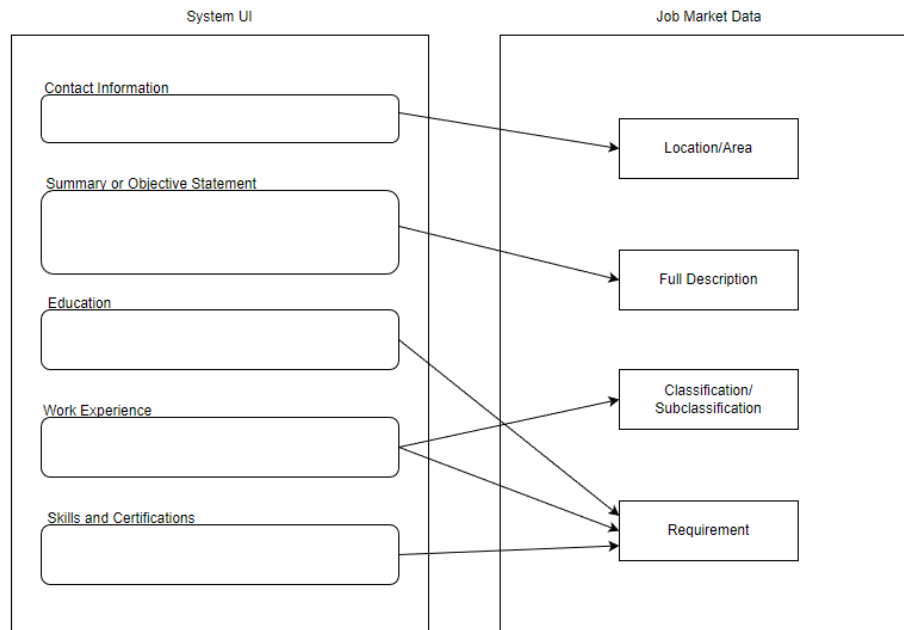 System UI
Job Market Data
Contact Information
Location/Area
Summary or Objective Statement
Full Description
Education
Classification/
Subclassification
Work Experience
Skills and Certifications
Requirement